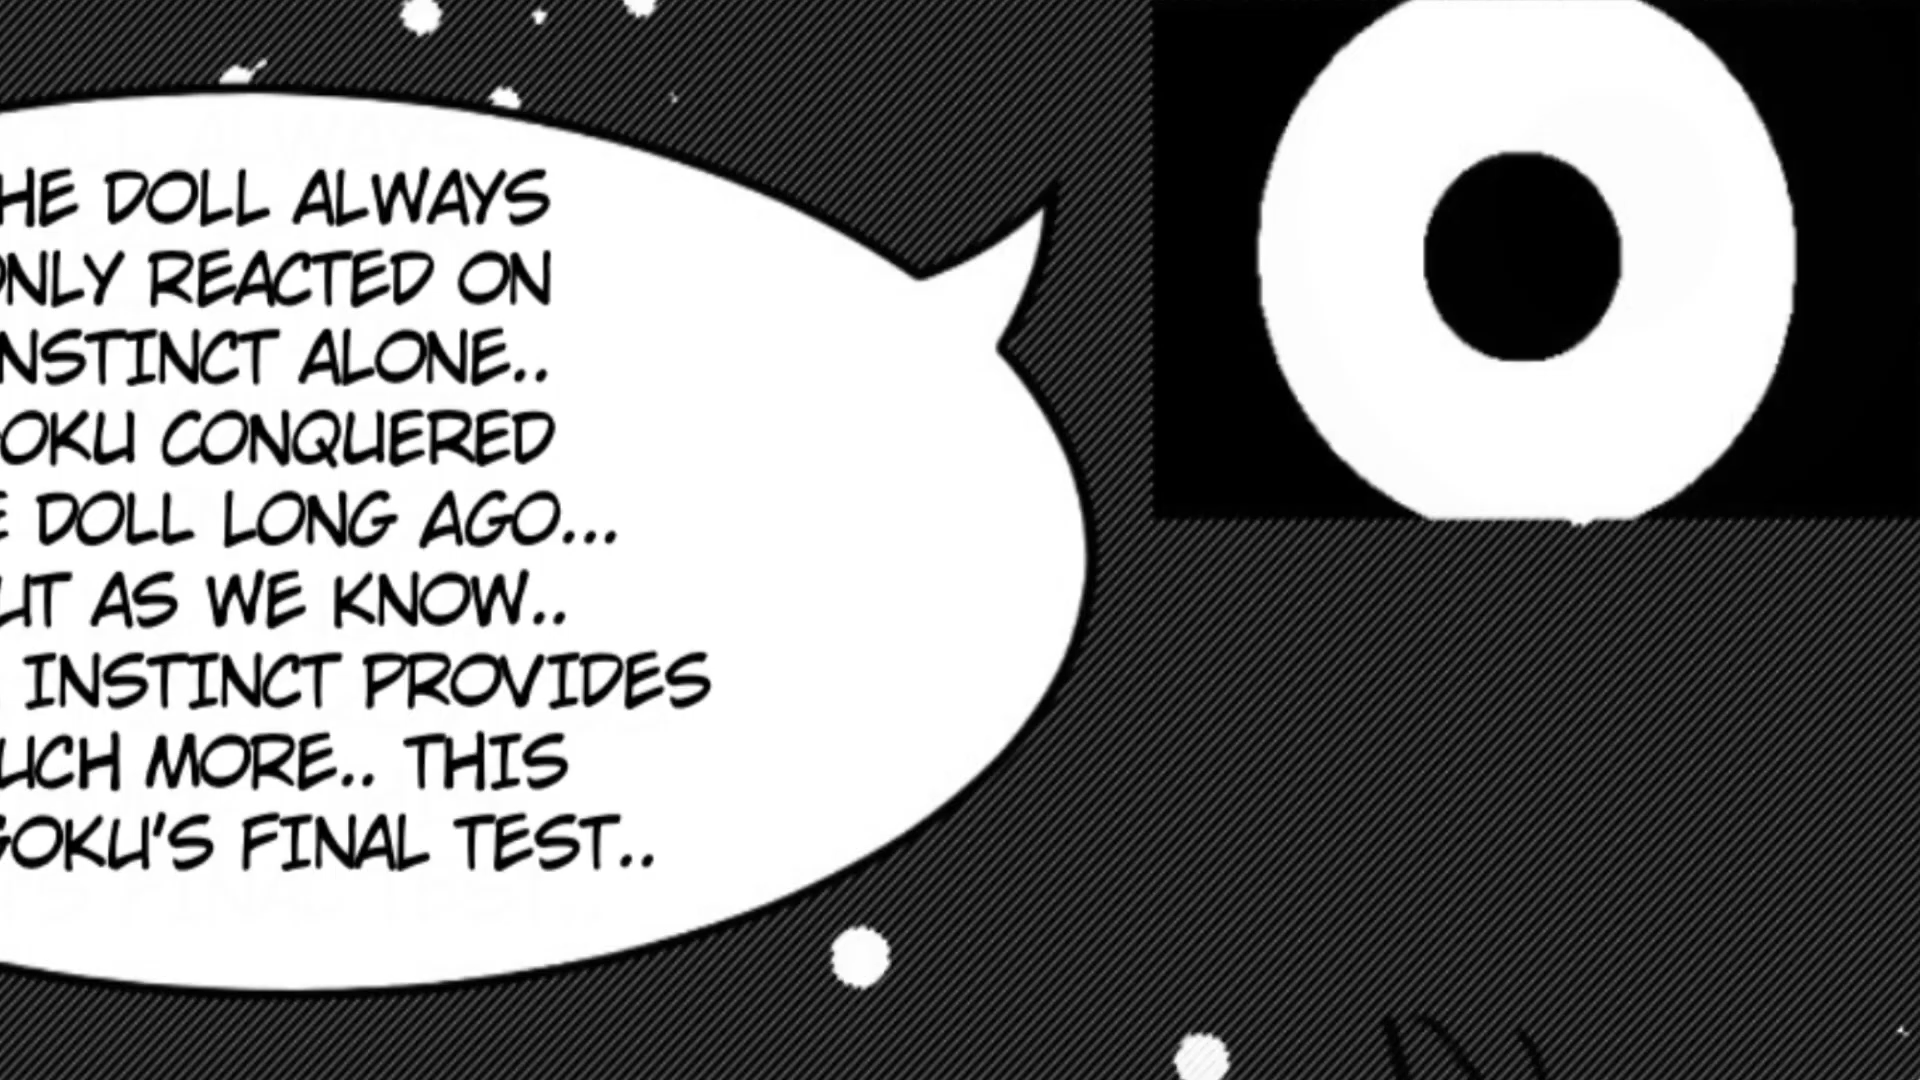 HE DOLL ALWAYS
ONLY REACTED ON
NSTINCT ALONE..
OKU CONQUERED
E DOLL LONG AGO...
UT AS WE KNOW..
INSTINCT PROVIDES
UCH MORE.. THIS
GOKU'S FINAL TEST..